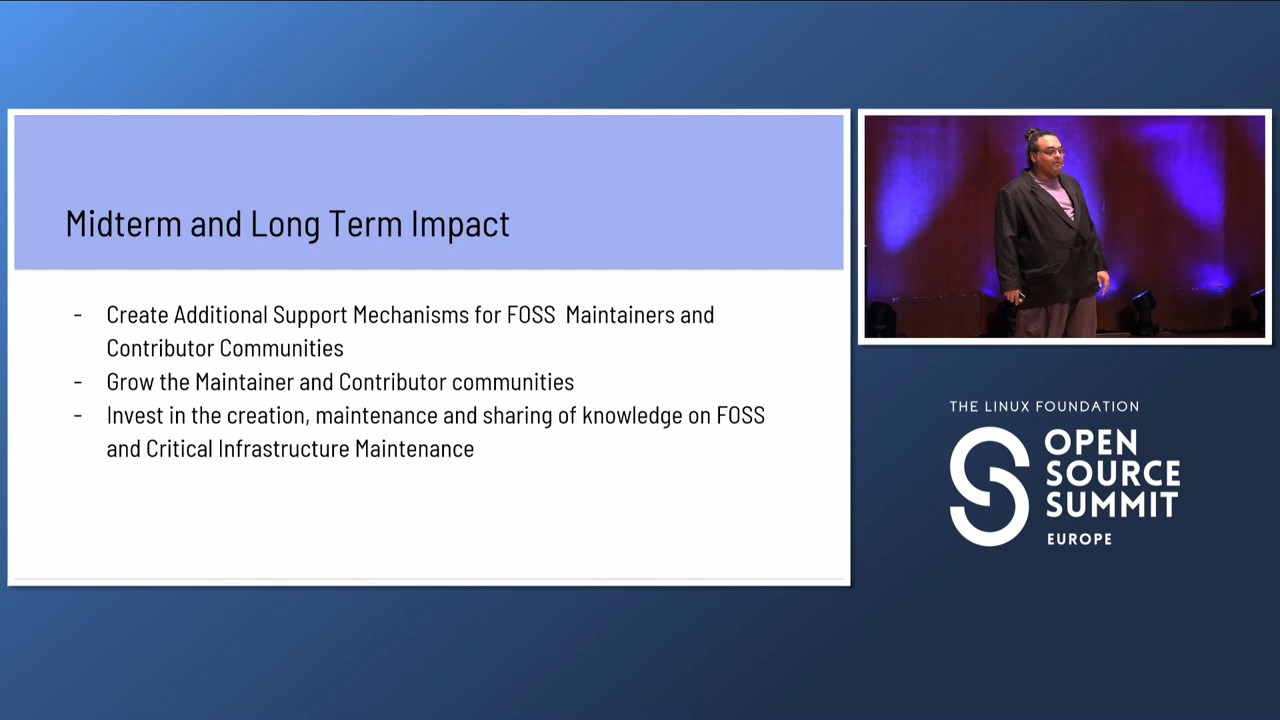 Midterm and Long Term Impact
- Create Additional Support Mechanisms for FOSS  Maintainers and
Contributor Communities
- Grow the Maintainer and Contributor communities
- Invest in the creation, maintenance and sharing of knowledge on FOSS
and Critical Infrastructure Maintenance
THE LINUX FOUNDATION
OPEN
SOURCE
SUMMIT
EUROPE